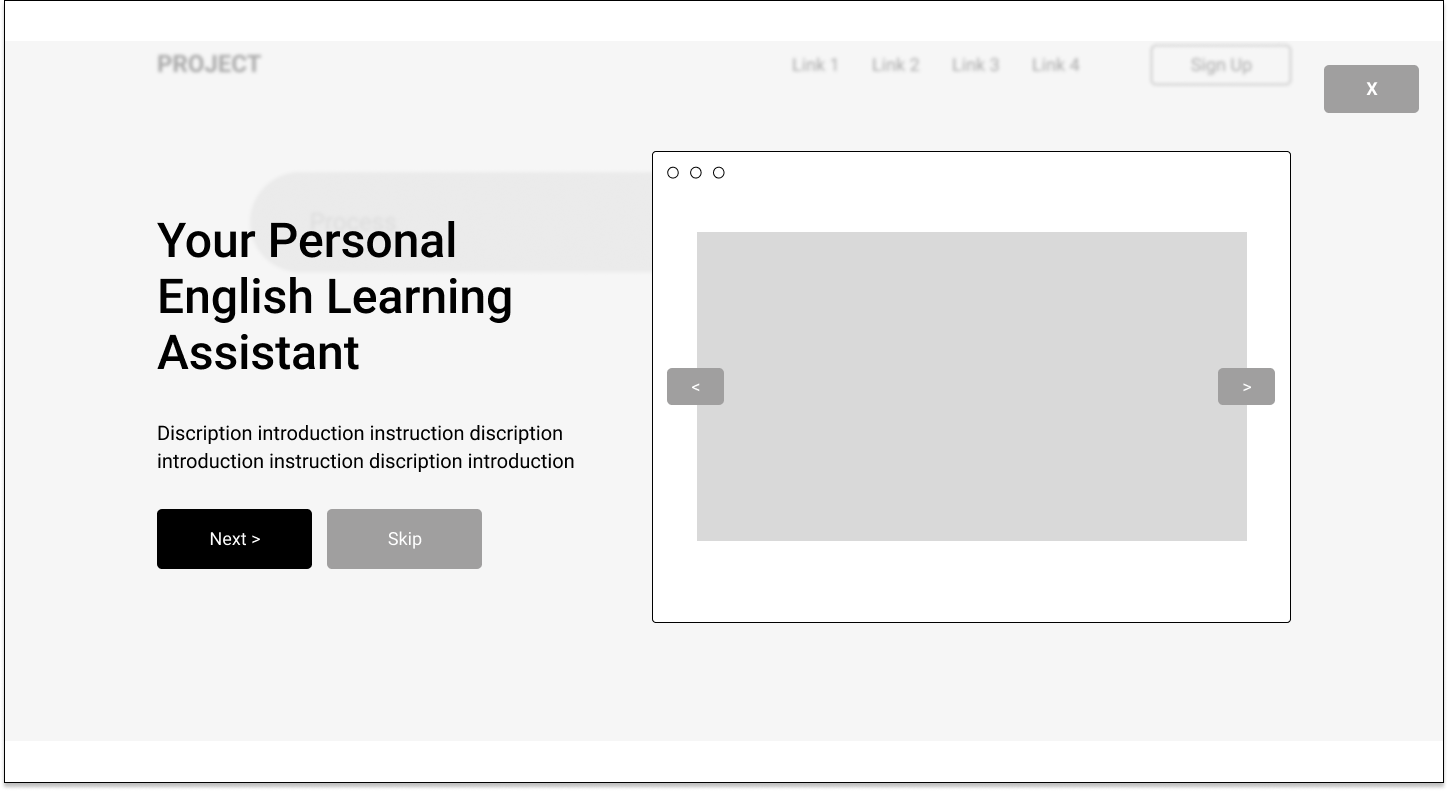 PROJECT
Link 1
Link 2
Link 3
Link 4
Sign Up
X
Process
Your Personal
English Learning
Assistant
Discription introduction instruction discription
introduction instruction discription introduction
Next >
Skip
<
>